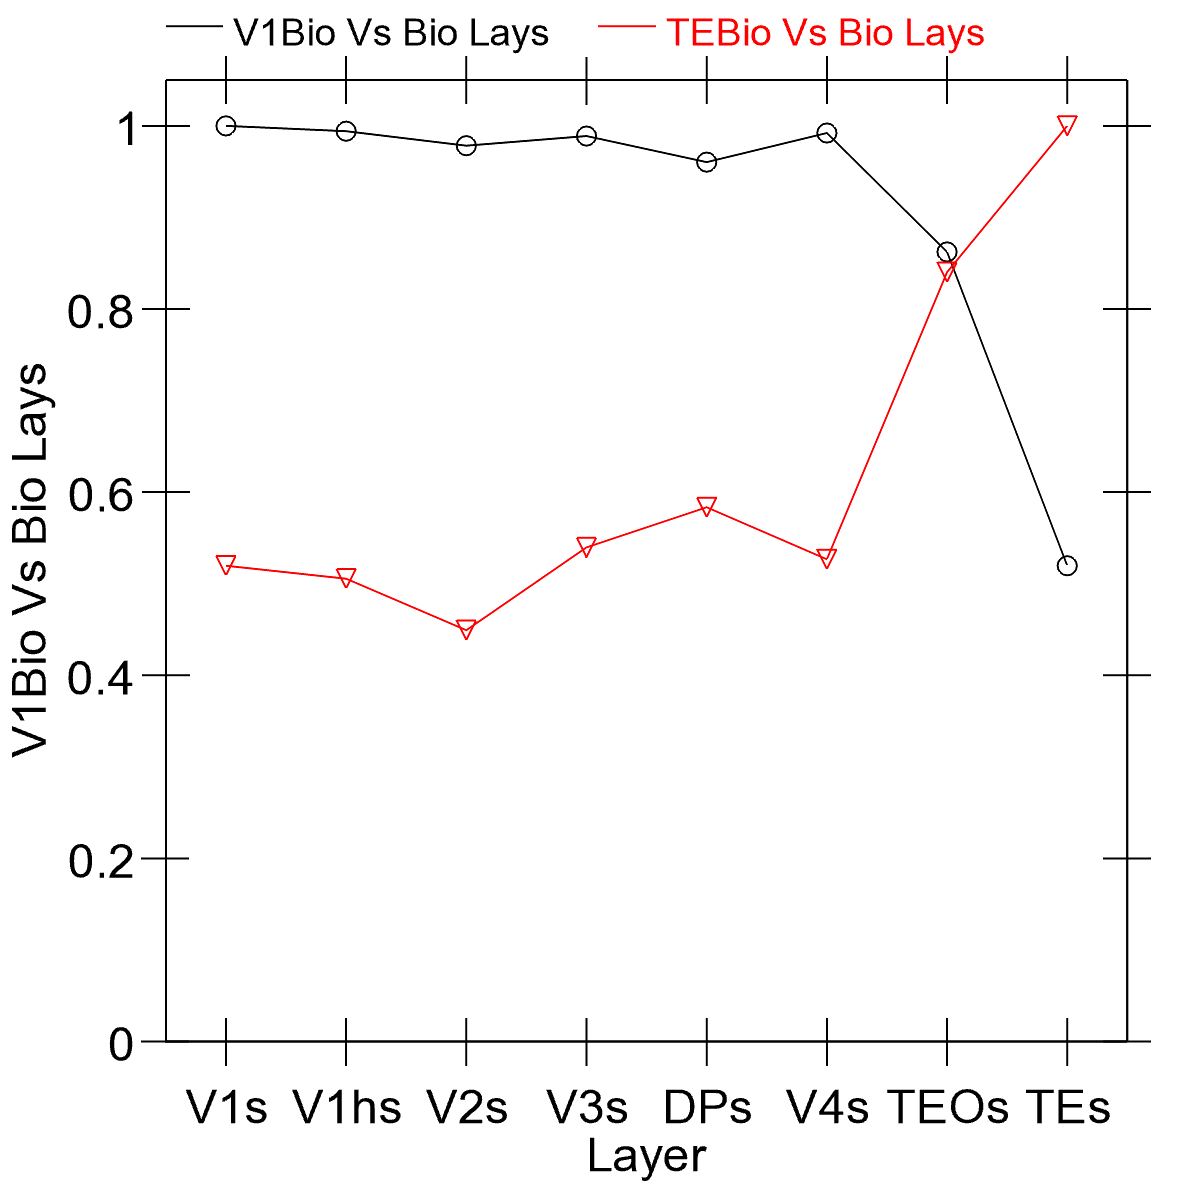 V1Bio Vs Bio Lays TEBio Vs Bio Lays
V1Bio Vs Bio Lays
1
0.8
0.6
0.4
0.2
0
V1s V1hs V2s V3s DPs V4s TEOs TEs
Layer